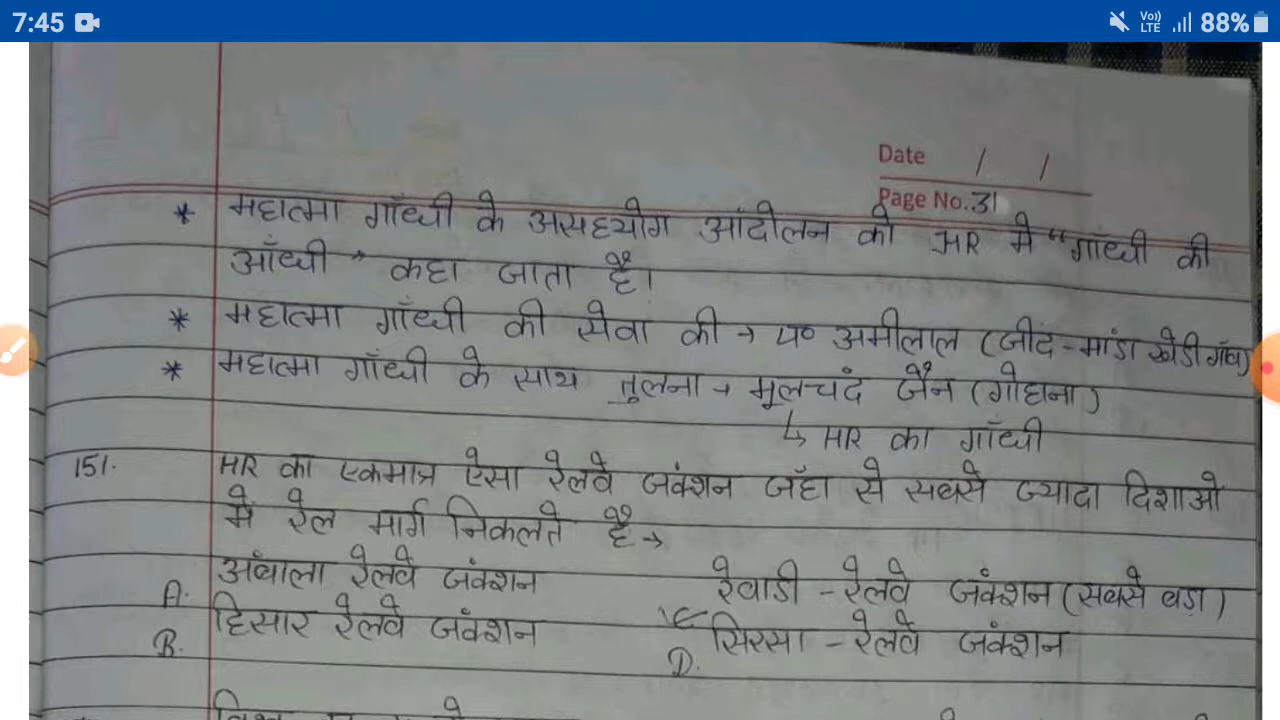 7:45 Vo)) LTE 88%
Date / /
Page No. 31
* महात्मा गाँधी के असहयोग आंदोलन को HR मे "गाँधी की
आँधी" कहा जाता है।
* महात्मा गाँधी की सेवा की → प० अमीलाल (जींद - मांडा खेडी गाँव)
* महात्मा गाँधी के साथ तुलना → मूलचंद जैन (गोहाना)
↳ HR का गाँधी
151. HR का एकमात्र ऐसा रेलवे जंक्शन जँहा से सबसे ज्यादा दिशाओ
मे रेल मार्ग निकलते है →
A. अंबाला रेलवे जंक्शन रेवाडी - रेलवे जंक्शन (सबसे बडा)
B. हिसार रेलवे जंक्शन D. सिरसा - रेलवे जंक्शन